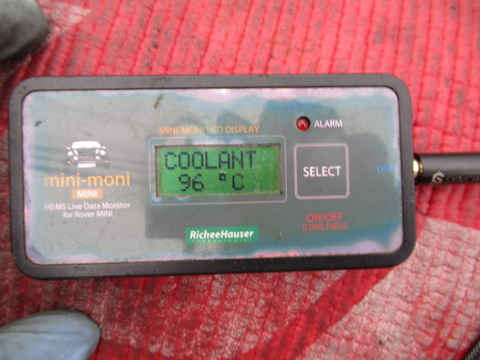 MINI-MONI LCD DISPLAY
ALARM
COOLANT
96 °C
SELECT
mini-moni
MINI
MEMS Live Data Monitor
for Rover MINI
ON/OFF
(LONG PRESS)
RicheeHauser